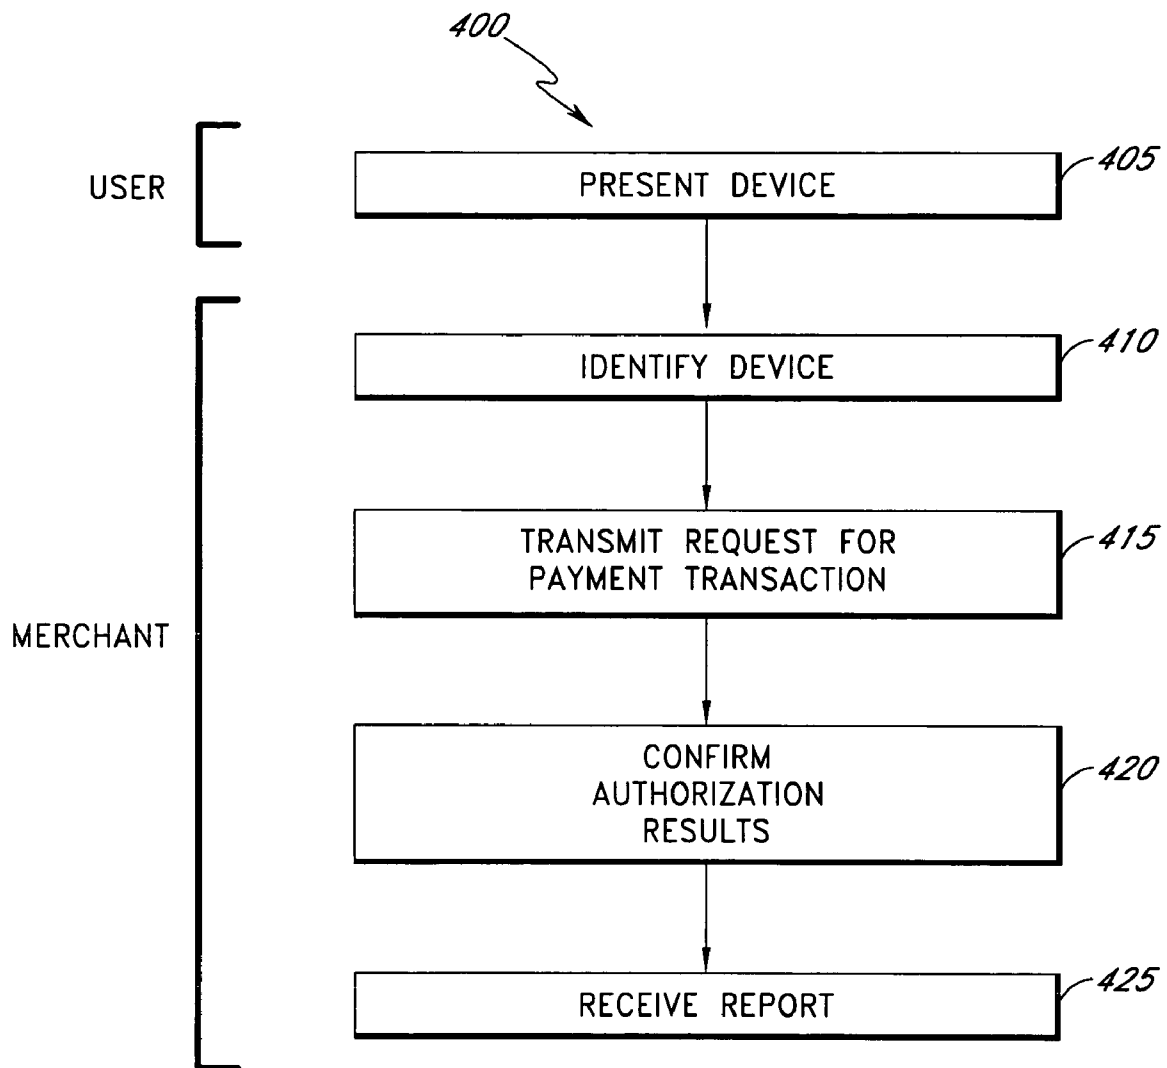 400
USER
PRESENT DEVICE
405
IDENTIFY DEVICE
410
TRANSMIT REQUEST FOR
PAYMENT TRANSACTION
415
MERCHANT
CONFIRM
AUTHORIZATION
RESULTS
420
RECEIVE REPORT
425